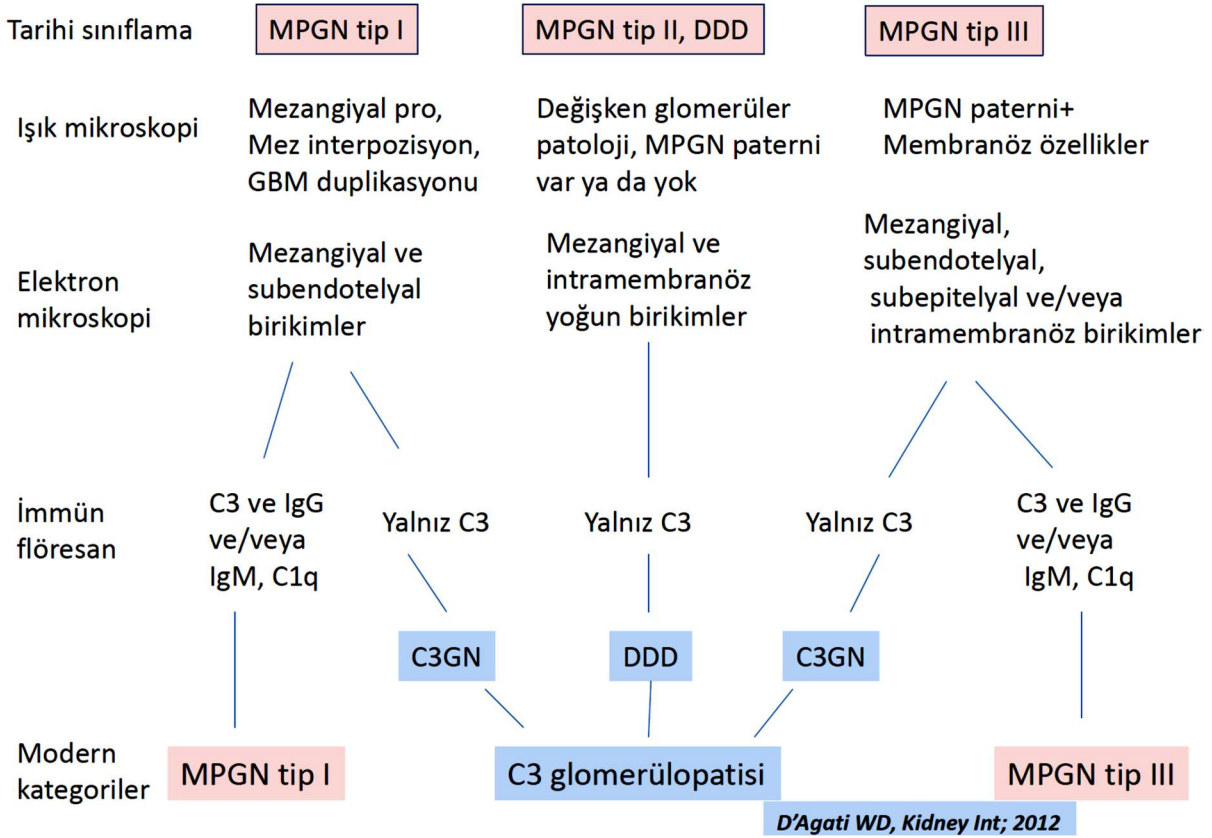 Tarihi sınıflama
MPGN tip I
MPGN tip II, DDD
MPGN tip III
Işık mikroskopi
Mezangiyal pro,
Mez interpozisyon,
GBM duplikasyonu
Değişken glomerüler
patoloji, MPGN paterni
var ya da yok
MPGN paterni+
Membranöz özellikler
Elektron
mikroskopi
Mezangiyal ve
subendotelyal
birikimler
Mezangiyal ve
intramembranöz
yoğun birikimler
Mezangiyal,
subendotelyal,
subepitelyal ve/veya
intramembranöz birikimler
İmmün
flöresan
C3 ve IgG
ve/veya
IgM, C1q
Yalnız C3
Yalnız C3
Yalnız C3
C3 ve IgG
ve/veya
IgM, C1q
C3GN
DDD
C3GN
Modern
kategoriler
MPGN tip I
C3 glomerülopatisi
MPGN tip III
D'Agati WD, Kidney Int; 2012